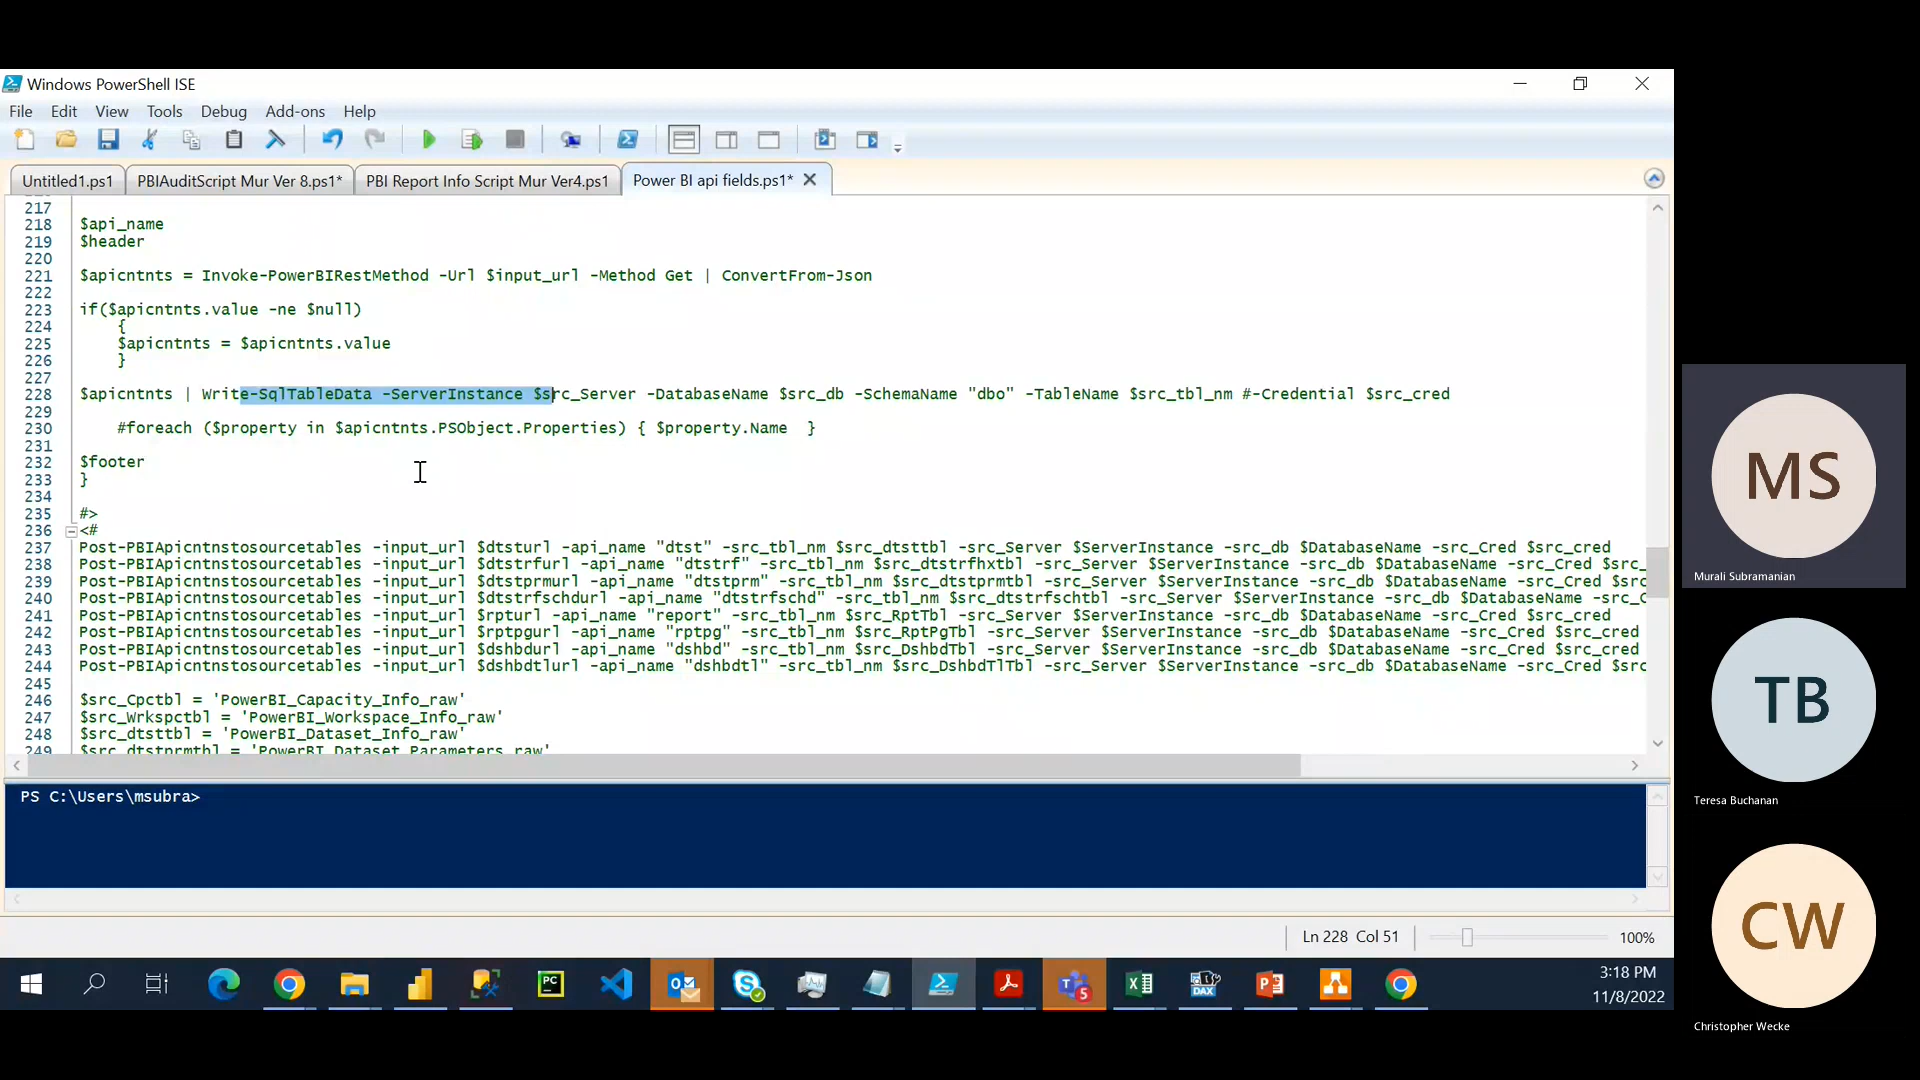 Windows PowerShell ISE
File Edit View Tools Debug Add-ons Help
Untitled1.ps1 PBIAuditScript Mur Ver 8.ps1* PBI Report Info Script Mur Ver4.ps1 Power BI api fields.ps1*
217
218 $api_name
219 $header
220
221 $apicntnts = Invoke-PowerBIRestMethod -Url $input_url -Method Get | ConvertFrom-Json
222
223 if($apicntnts.value -ne $null)
224 {
225 $apicntnts = $apicntnts.value
226 }
227
228 $apicntnts | Write-SqlTableData -ServerInstance $src_Server -DatabaseName $src_db -SchemaName "dbo" -TableName $src_tbl_nm #-Credential $src_cred
229
230 #foreach ($property in $apicntnts.PSObject.Properties) { $property.Name }
231
232 $footer
233 }
234
235 #>
236 <#
237 Post-PBIApicntnstosourcetables -input_url $dtsturl -api_name "dtst" -src_tbl_nm $src_dtsttbl -src_Server $ServerInstance -src_db $DatabaseName -src_Cred $src_cred
238 Post-PBIApicntnstosourcetables -input_url $dtstrfurl -api_name "dtstrf" -src_tbl_nm $src_dtstrfhxtbl -src_Server $ServerInstance -src_db $DatabaseName -src_Cred $src_
239 Post-PBIApicntnstosourcetables -input_url $dtstprmurl -api_name "dtstprm" -src_tbl_nm $src_dtstprmtbl -src_Server $ServerInstance -src_db $DatabaseName -src_Cred $src
240 Post-PBIApicntnstosourcetables -input_url $dtstrfschdurl -api_name "dtstrfschd" -src_tbl_nm $src_dtstrfschtbl -src_Server $ServerInstance -src_db $DatabaseName -src_C
241 Post-PBIApicntnstosourcetables -input_url $rpturl -api_name "report" -src_tbl_nm $src_RptTbl -src_Server $ServerInstance -src_db $DatabaseName -src_Cred $src_cred
242 Post-PBIApicntnstosourcetables -input_url $rptpgurl -api_name "rptpg" -src_tbl_nm $src_RptPgTbl -src_Server $ServerInstance -src_db $DatabaseName -src_Cred $src_cred
243 Post-PBIApicntnstosourcetables -input_url $dshbdurl -api_name "dshbd" -src_tbl_nm $src_DshbdTbl -src_Server $ServerInstance -src_db $DatabaseName -src_Cred $src_cred
244 Post-PBIApicntnstosourcetables -input_url $dshbdtlurl -api_name "dshbdtl" -src_tbl_nm $src_DshbdTlTbl -src_Server $ServerInstance -src_db $DatabaseName -src_Cred $src
245
246 $src_Cpctbl = 'PowerBI_Capacity_Info_raw'
247 $src_Wrkspctbl = 'PowerBI_Workspace_Info_raw'
248 $src_dtsttbl = 'PowerBI_Dataset_Info_raw'
249 $src_dtstprmtbl = 'PowerBI_Dataset_Parameters_raw'
PS C:\Users\msubra>
Ln 228 Col 51 100%
3:18 PM
11/8/2022
MS
Murali Subramanian
TB
Teresa Buchanan
CW
Christopher Wecke